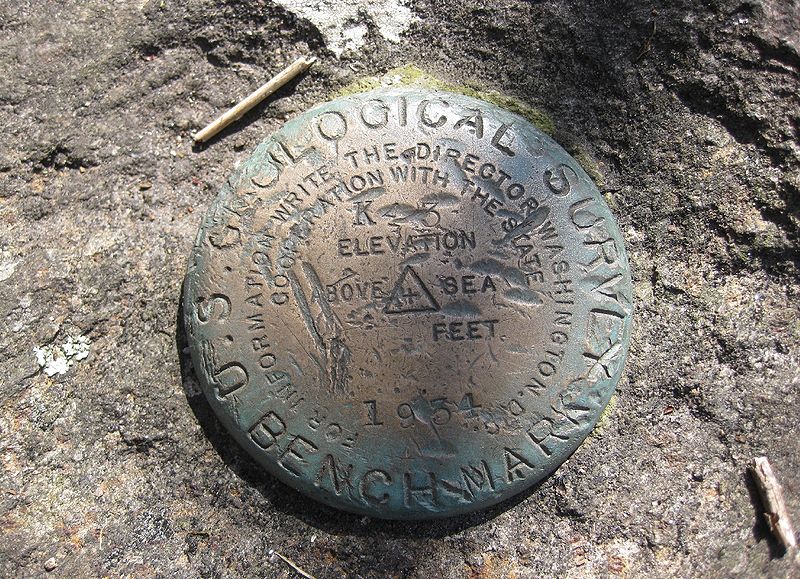 U.S. GEOLOGICAL SURVEY
BENCH MARK
FOR INFORMATION WRITE THE DIRECTOR WASHINGTON, D.C.
COOPERATION WITH THE STATE
K-3
ELEVATION
ABOVE SEA
FEET
1934